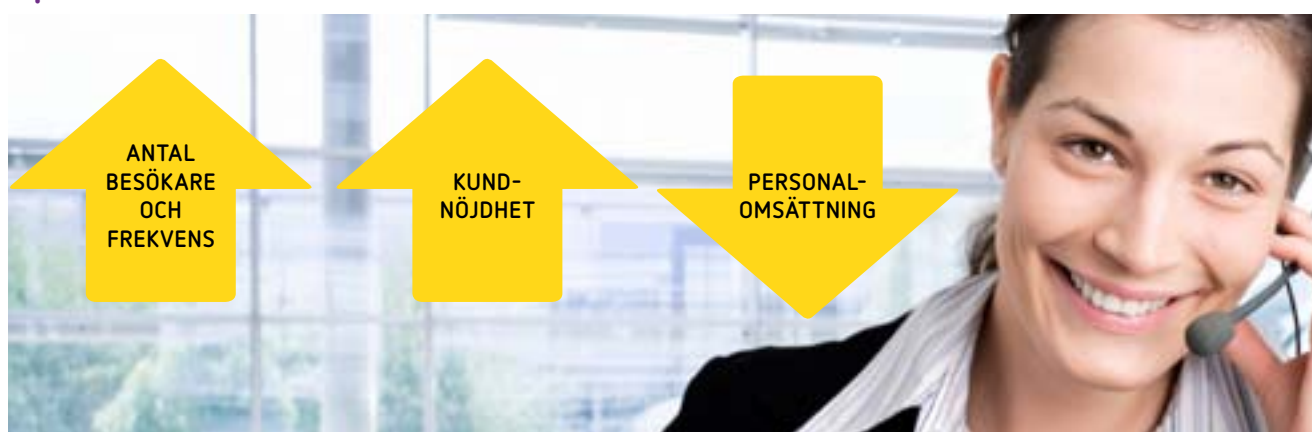 ANTAL
BESÖKARE
OCH
FREKVENS
KUND-
NÖJDHET
PERSONAL-
OMSÄTTNING